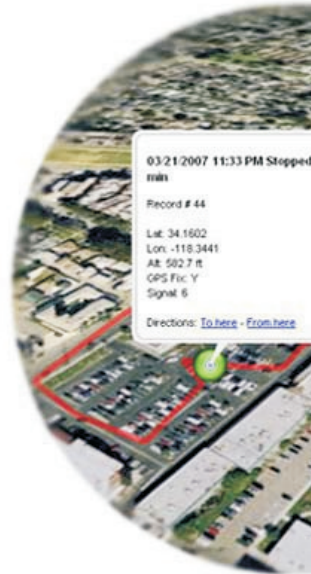 03/21/2007 11:33 PM Stopped
min
Record # 44
Lat: 34.1602
Lon: -118.3441
Alt: 582.7 ft
GPS Fix: Y
Signal: 6
Directions: To here - From here